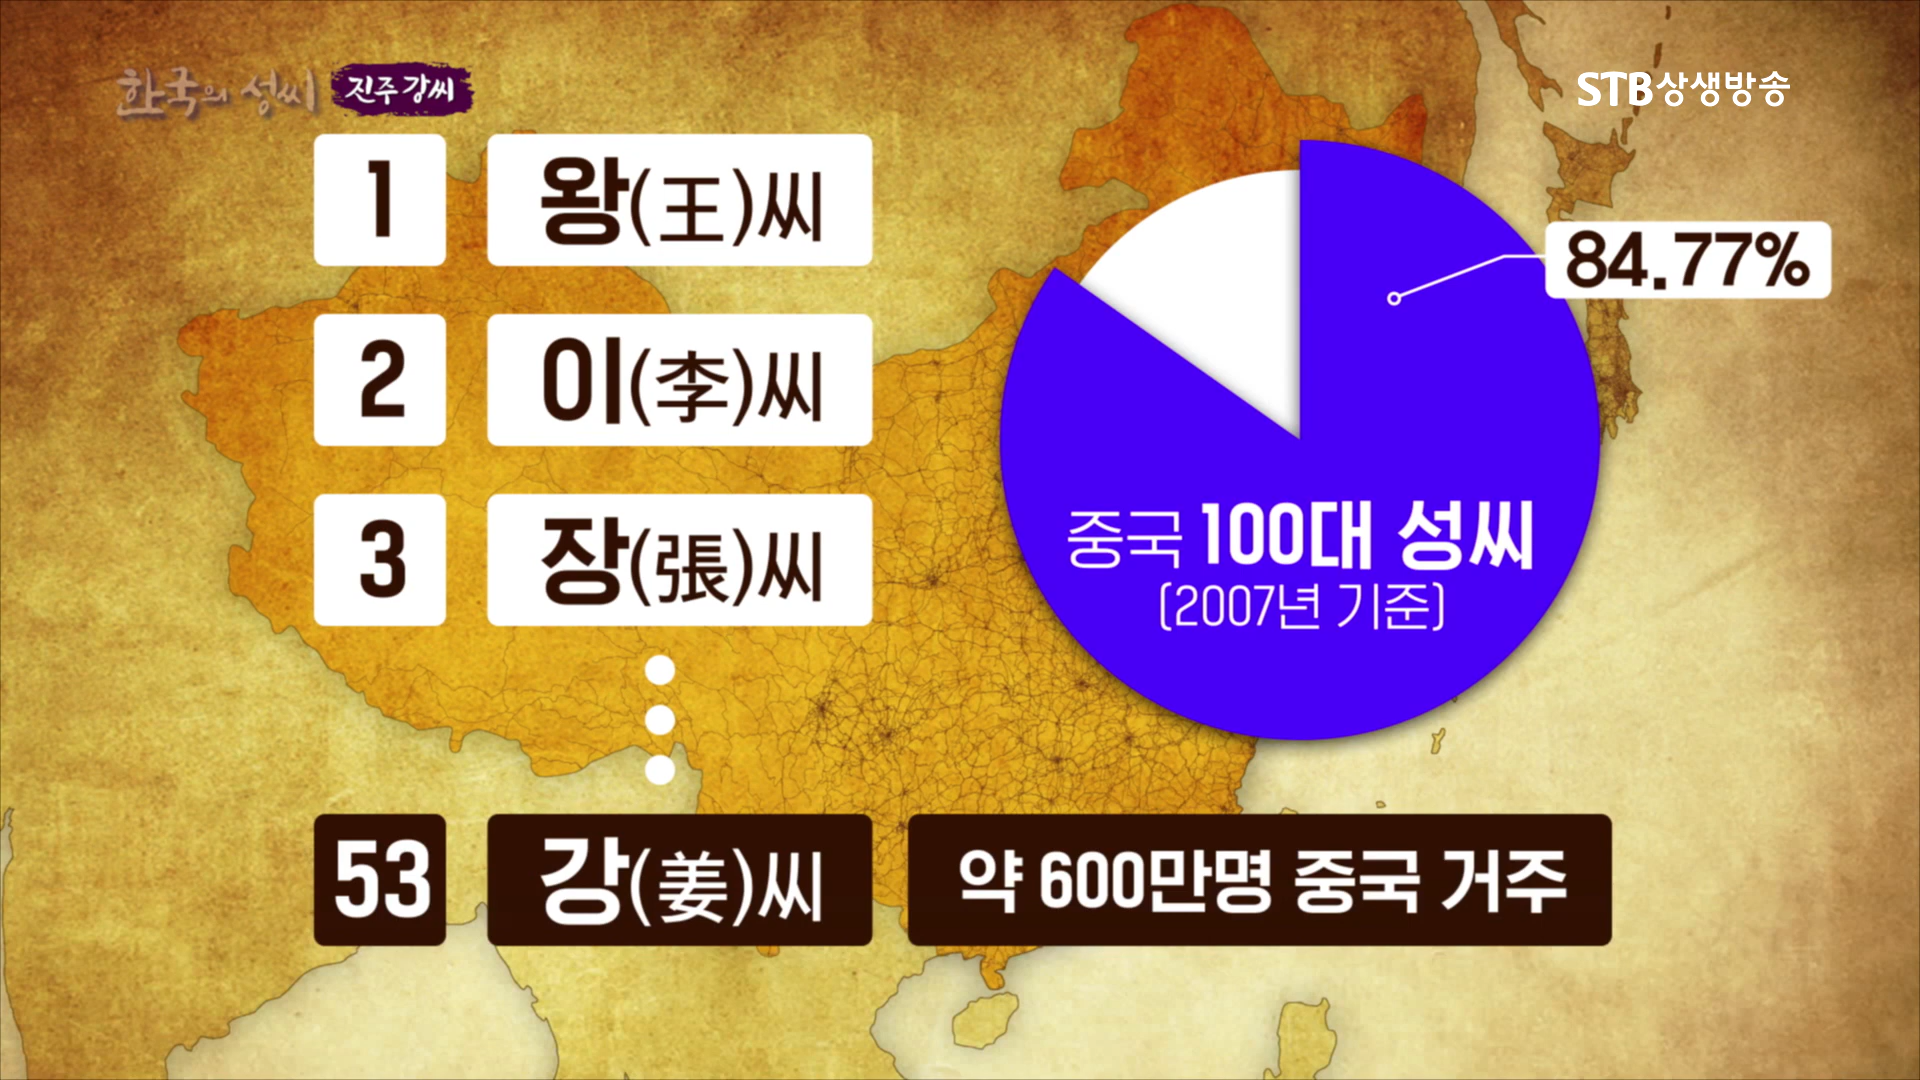 한국의 성씨 진주강씨
STB상생방송
1 왕(王)씨
2 이(李)씨
3 장(張)씨
53 강(姜)씨 약 600만명 중국 거주
84.77%
중국 100대 성씨
(2007년 기준)